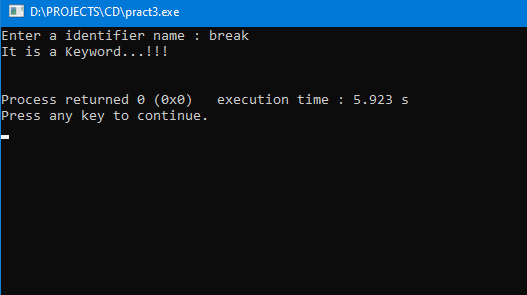 D:\PROJECTS\CD\pract3.exe
Enter a identifier name : break
It is a Keyword...!!!
Process returned 0 (0x0)   execution time : 5.923 s
Press any key to continue.